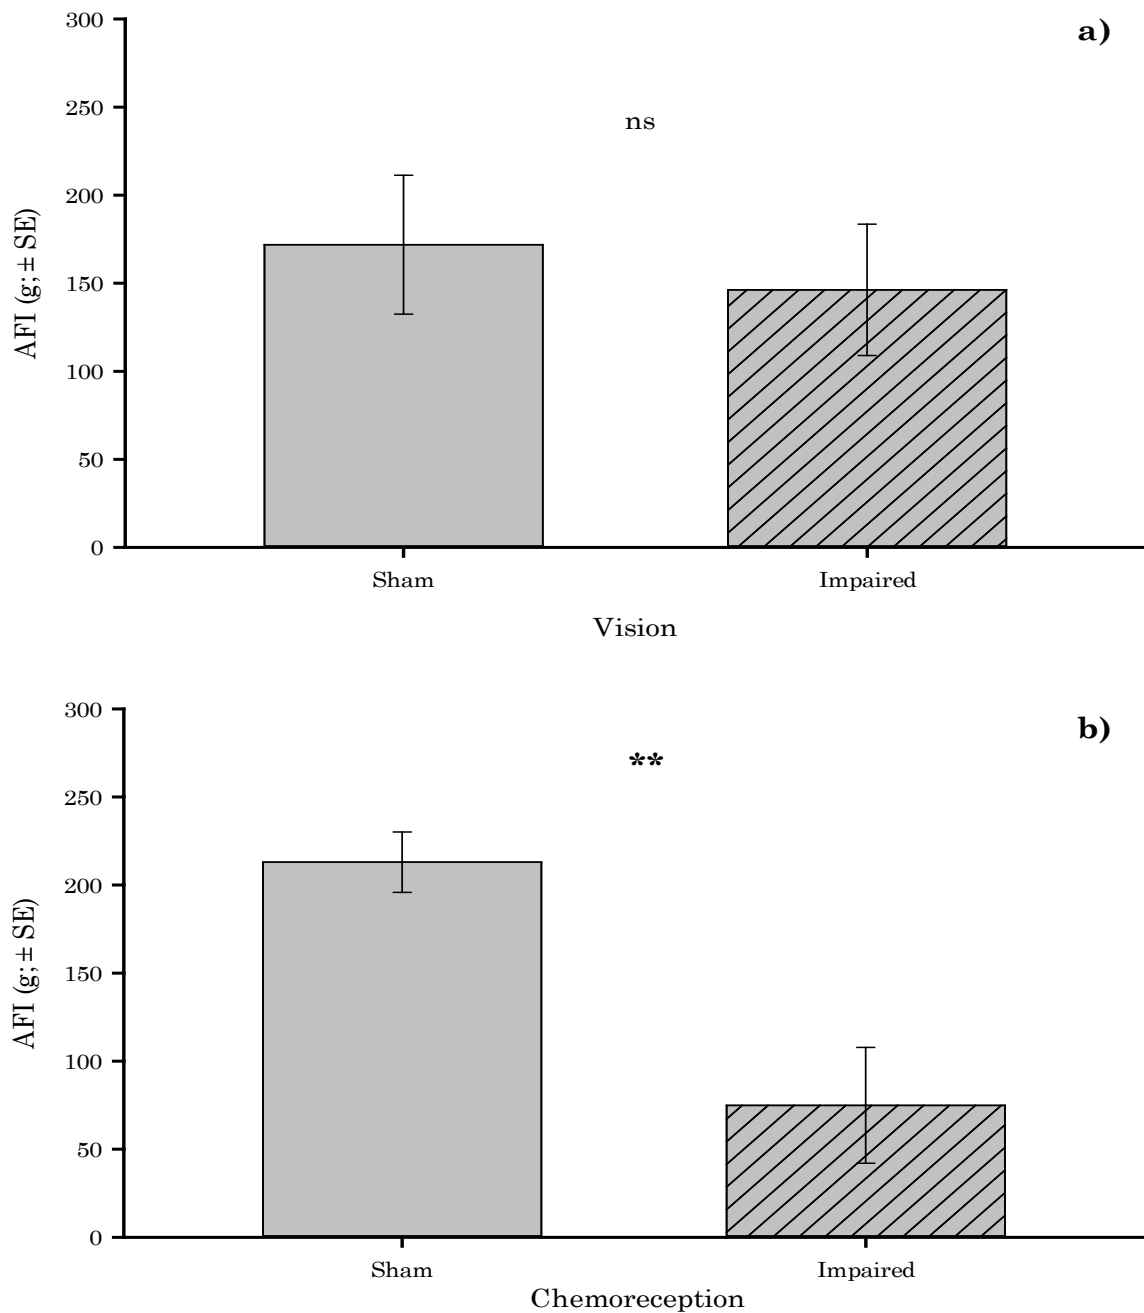 a)
300
250
200
150
100
50
0
AFI (g; ± SE)
ns
Sham
Impaired
Vision
b)
300
250
200
150
100
50
0
AFI (g; ± SE)
**
Sham
Impaired
Chemoreception